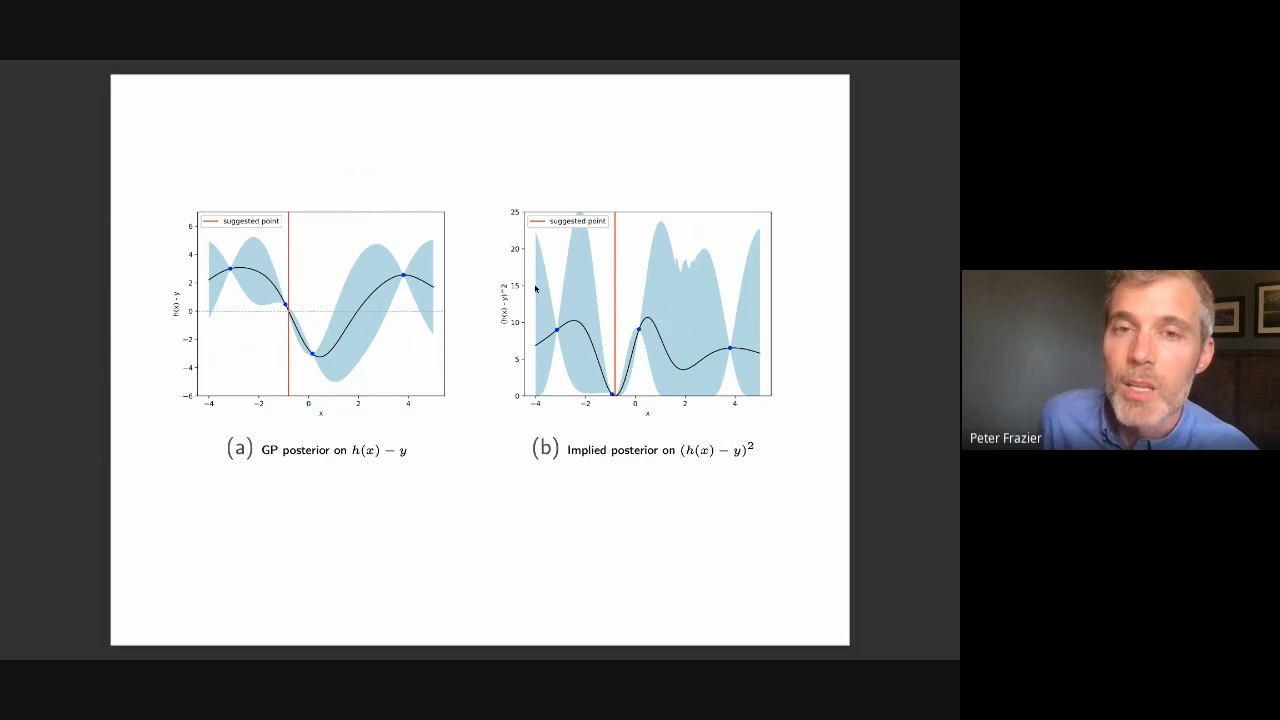 suggested point
6
4
2
0
−2
−4
−6
h(x) - y
−4
−2
0
2
4
x
(a) GP posterior on h(x) − y
suggested point
25
20
15
10
5
0
(h(x) - y)^2
−4
−2
0
2
4
x
(b) Implied posterior on (h(x) − y)²
Peter Frazier